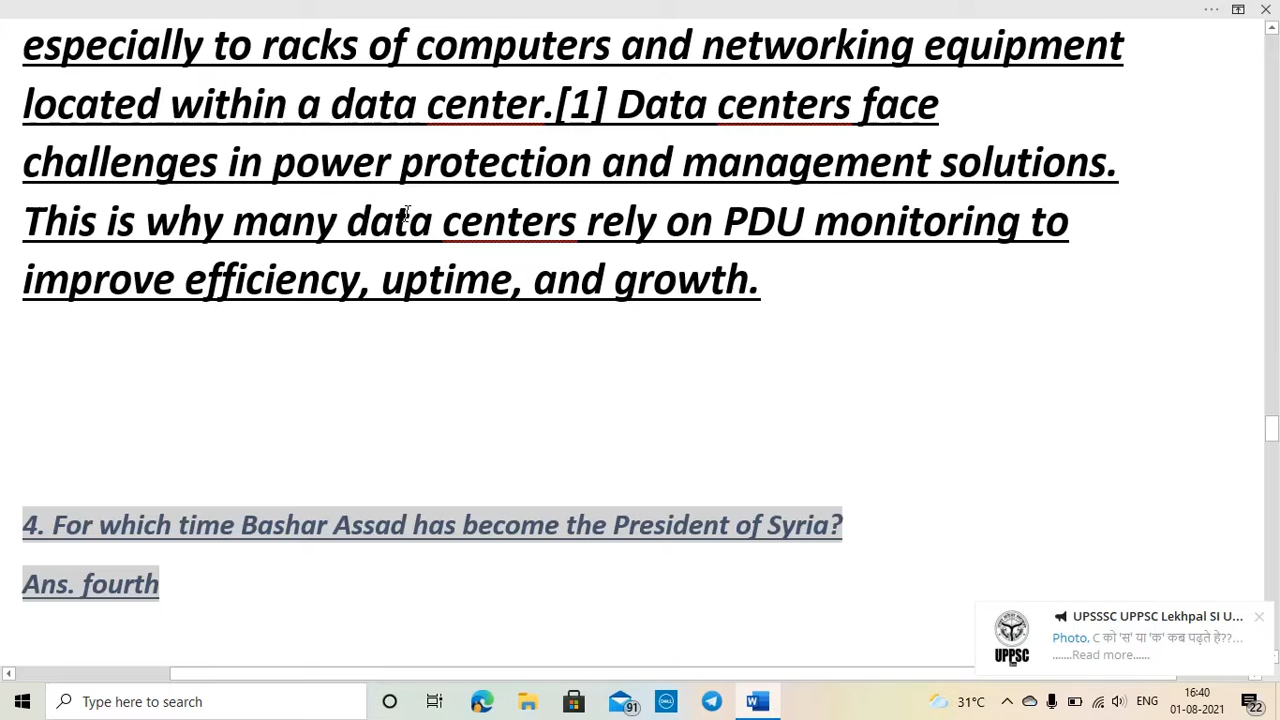 especially to racks of computers and networking equipment
located within a data center.[1] Data centers face
challenges in power protection and management solutions.
This is why many data centers rely on PDU monitoring to
improve efficiency, uptime, and growth.
4. For which time Bashar Assad has become the President of Syria?
Ans. fourth
UPSSSC UPPSC Lekhpal SI U...
Photo, C को 'स' या 'क' कब पढ़ते हे??...
.......Read more......
UPPSC
Type here to search
91
DELL
31°C
ENG
16:40
01-08-2021
22